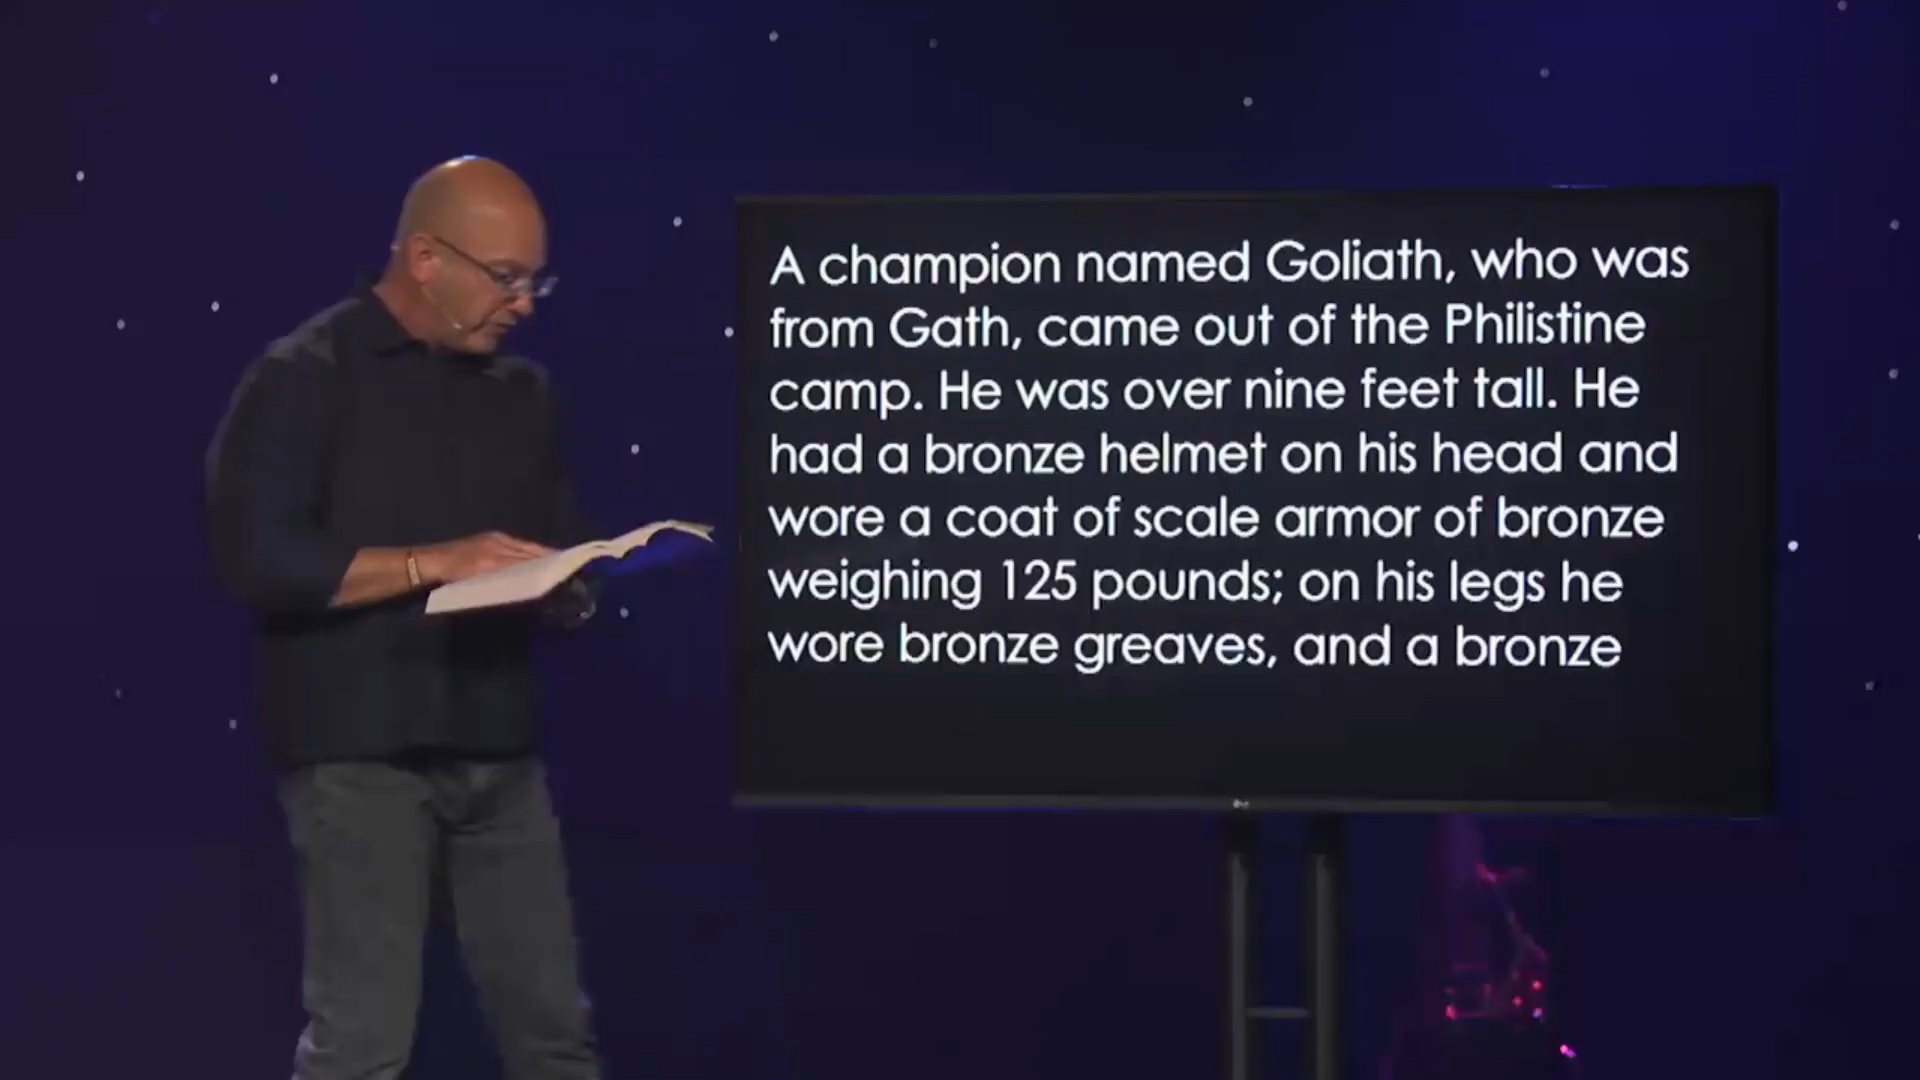 A champion named Goliath, who was
from Gath, came out of the Philistine
camp. He was over nine feet tall. He
had a bronze helmet on his head and
wore a coat of scale armor of bronze
weighing 125 pounds; on his legs he
wore bronze greaves, and a bronze